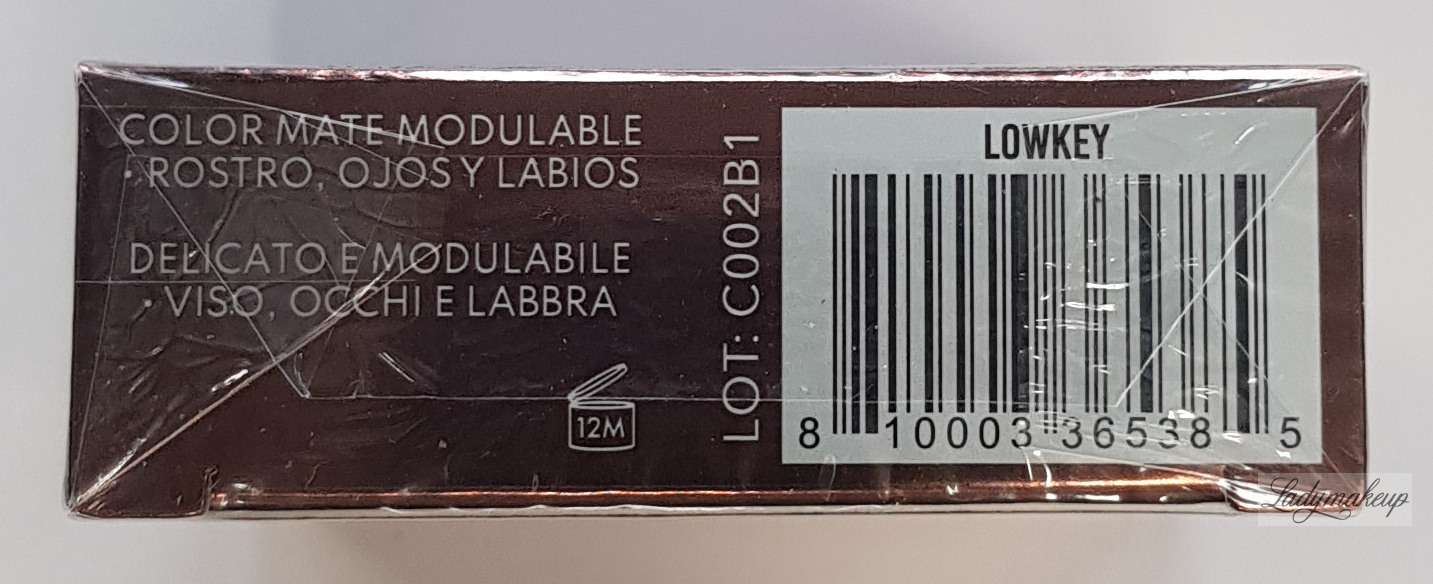 COLOR MATE MODULABLE
· ROSTRO, OJOS Y LABIOS
DELICATO E MODULABILE
· VISO, OCCHI E LABBRA
12M
LOT: C002B1
LOWKEY
8 10003 36538 5
Ladymakeup